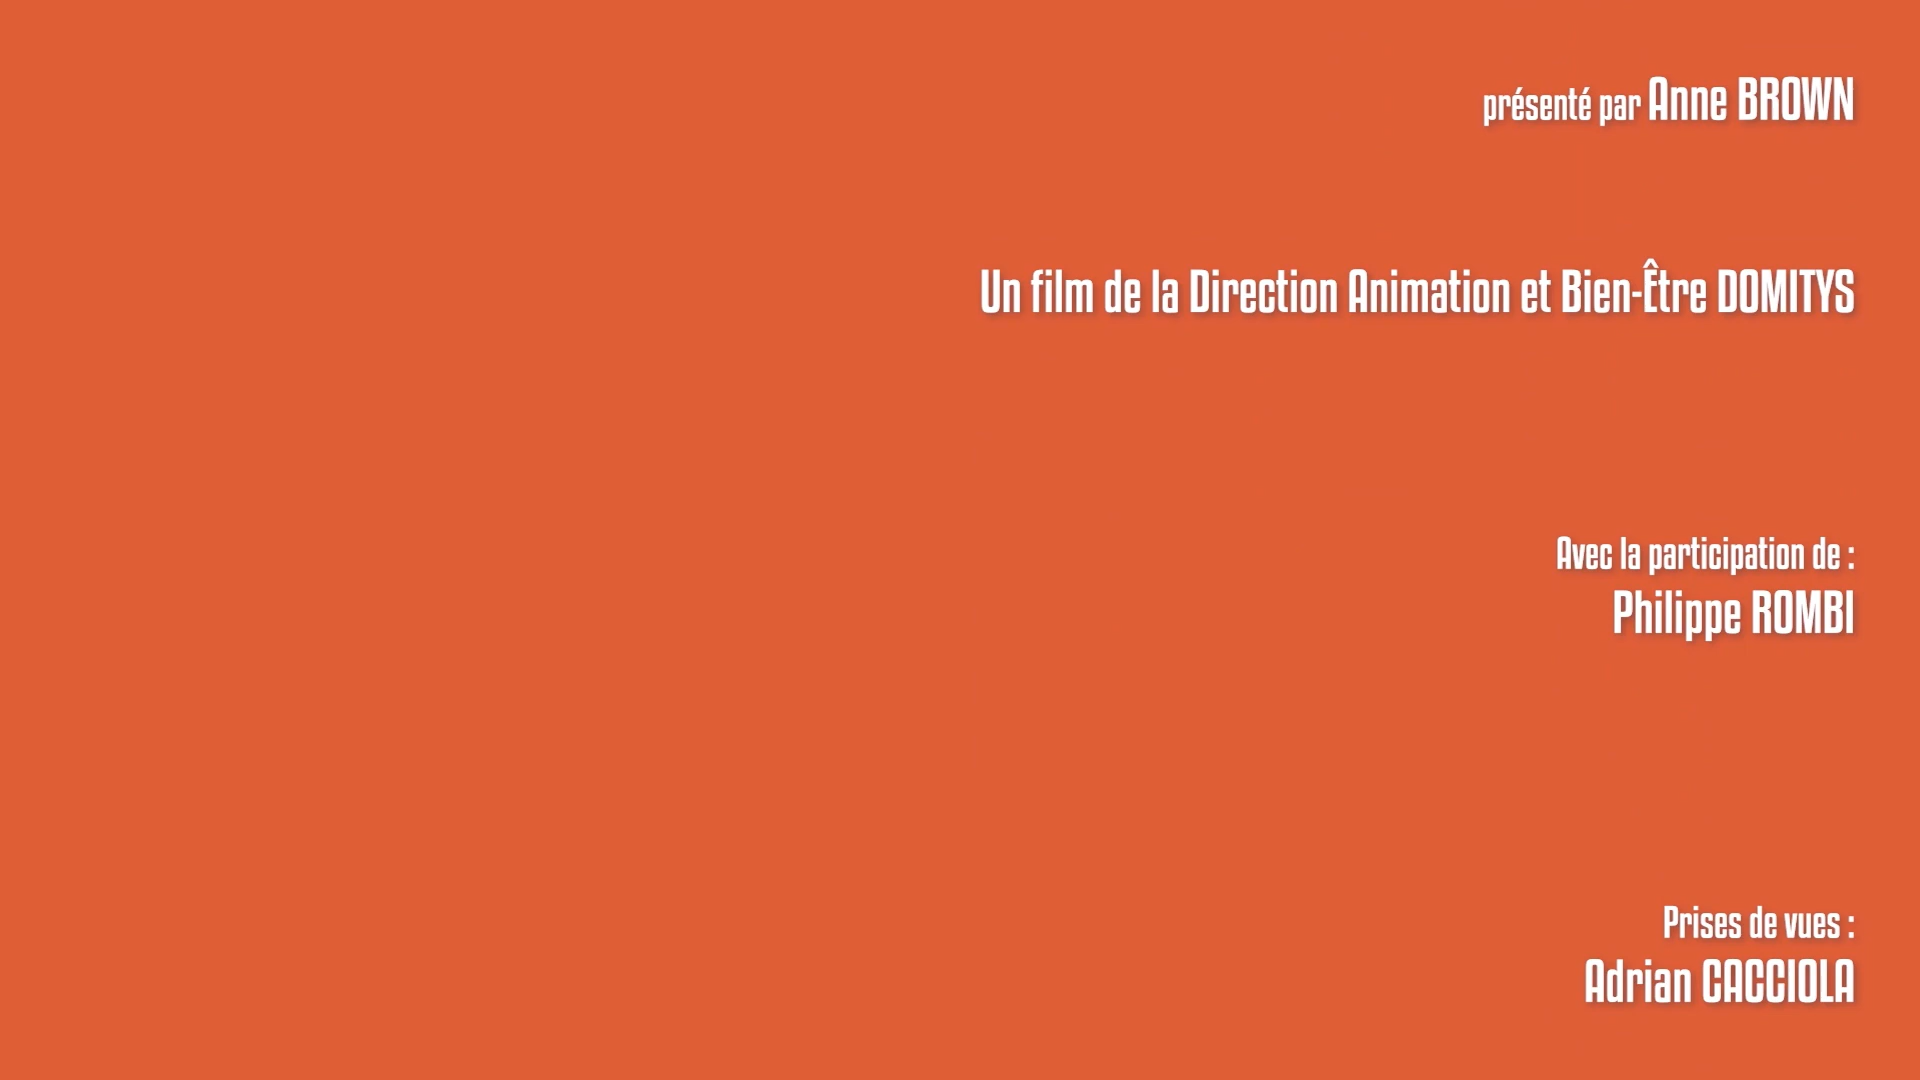 présenté par Anne BROWN
Un film de la Direction Animation et Bien-Être DOMITYS
Avec la participation de :
Philippe ROMBI
Prises de vues :
Adrian CACCIOLA